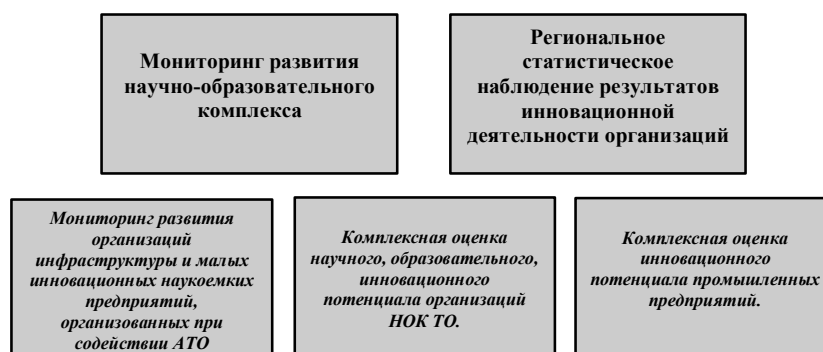 Мониторинг развития
научно-образовательного
комплекса
Региональное
статистическое
наблюдение результатов
инновационной
деятельности организаций
Мониторинг развития
организаций
инфраструктуры и малых
инновационных наукоемких
предприятий,
организованных при
содействии АТО
Комплексная оценка
научного, образовательного,
инновационного
потенциала организаций
НОК ТО.
Комплексная оценка
инновационного
потенциала промышленных
предприятий.